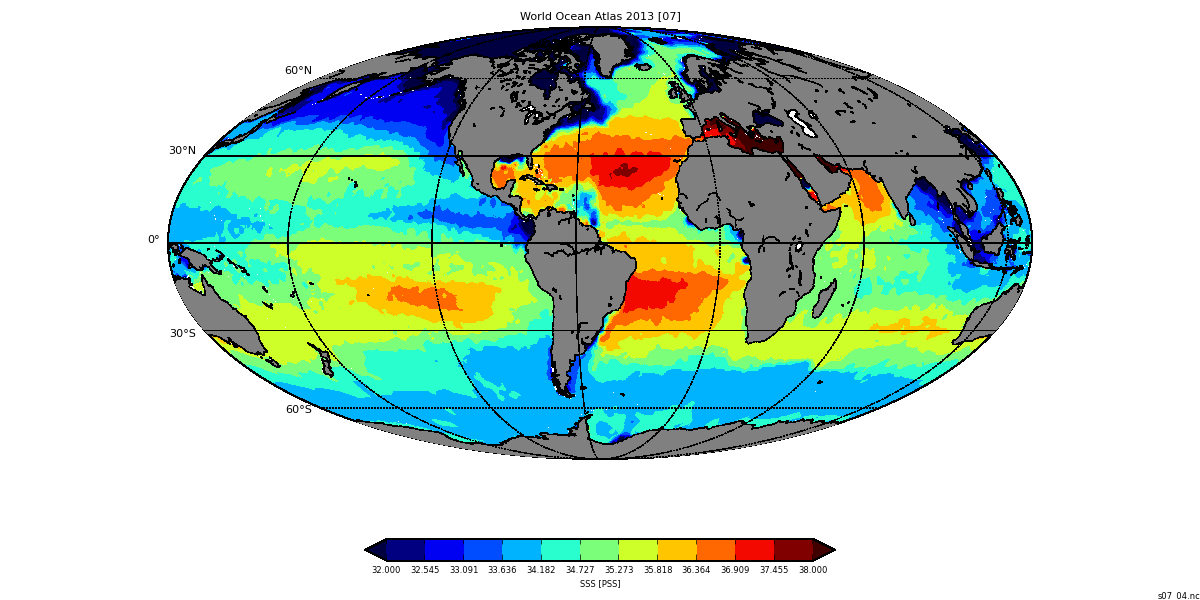 World Ocean Atlas 2013 [07]
60°N
30°N
0°
30°S
60°S
32.000 32.545 33.091 33.636 34.182 34.727 35.273 35.818 36.364 36.909 37.455 38.000
SSS [PSS]
s07_04.nc